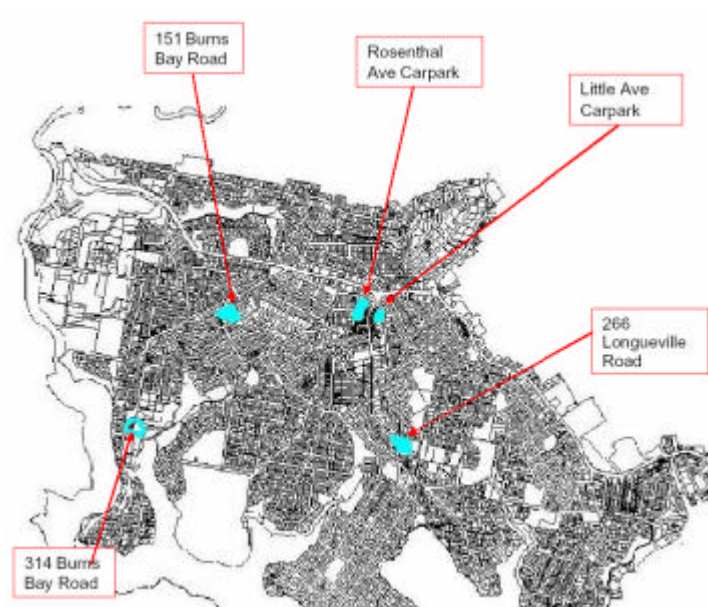 151 Burns
Bay Road
Rosenthal
Ave Carpark
Little Ave
Carpark
266
Longueville
Road
314 Burns
Bay Road